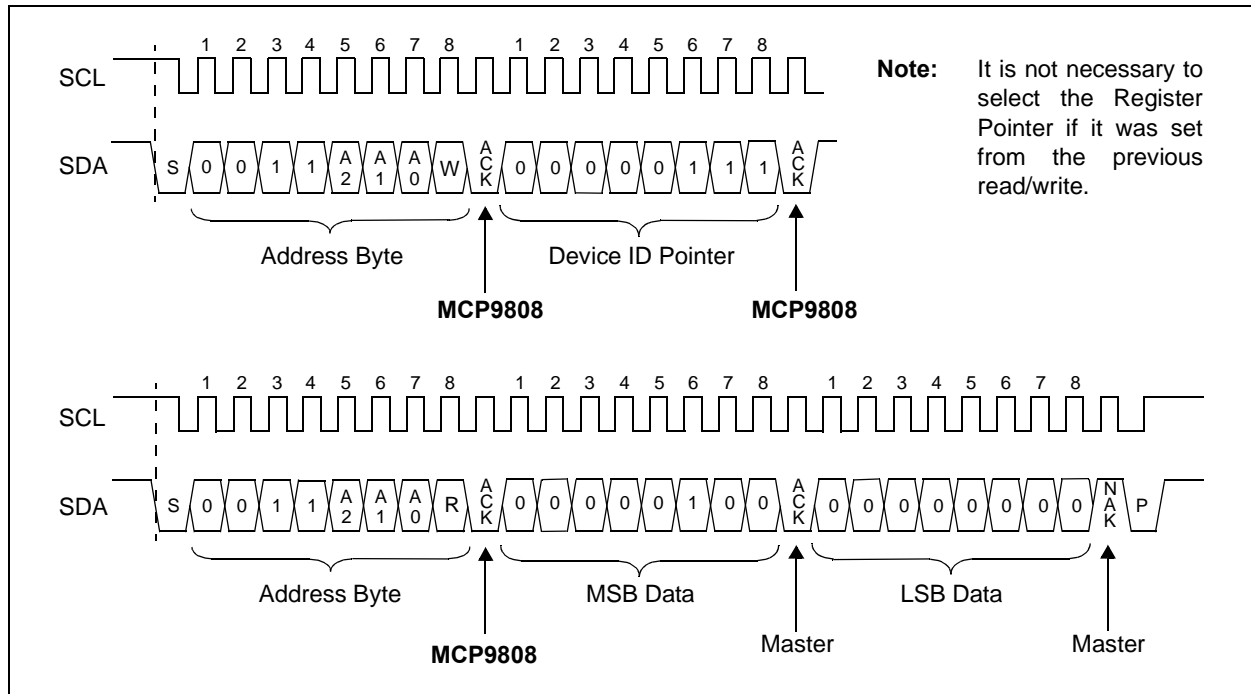 1 2 3 4 5 6 7 8 1 2 3 4 5 6 7 8
SCL
SDA
S 0 0 1 1 A2 A1 A0 W ACK 0 0 0 0 0 1 1 1 ACK
Address Byte
Device ID Pointer
MCP9808
MCP9808
Note: It is not necessary to
select the Register
Pointer if it was set
from the previous
read/write.
1 2 3 4 5 6 7 8 1 2 3 4 5 6 7 8 1 2 3 4 5 6 7 8
SCL
SDA
S 0 0 1 1 A2 A1 A0 R ACK 0 0 0 0 0 1 0 0 ACK 0 0 0 0 0 0 0 0 NAK P
Address Byte
MSB Data
LSB Data
MCP9808
Master
Master